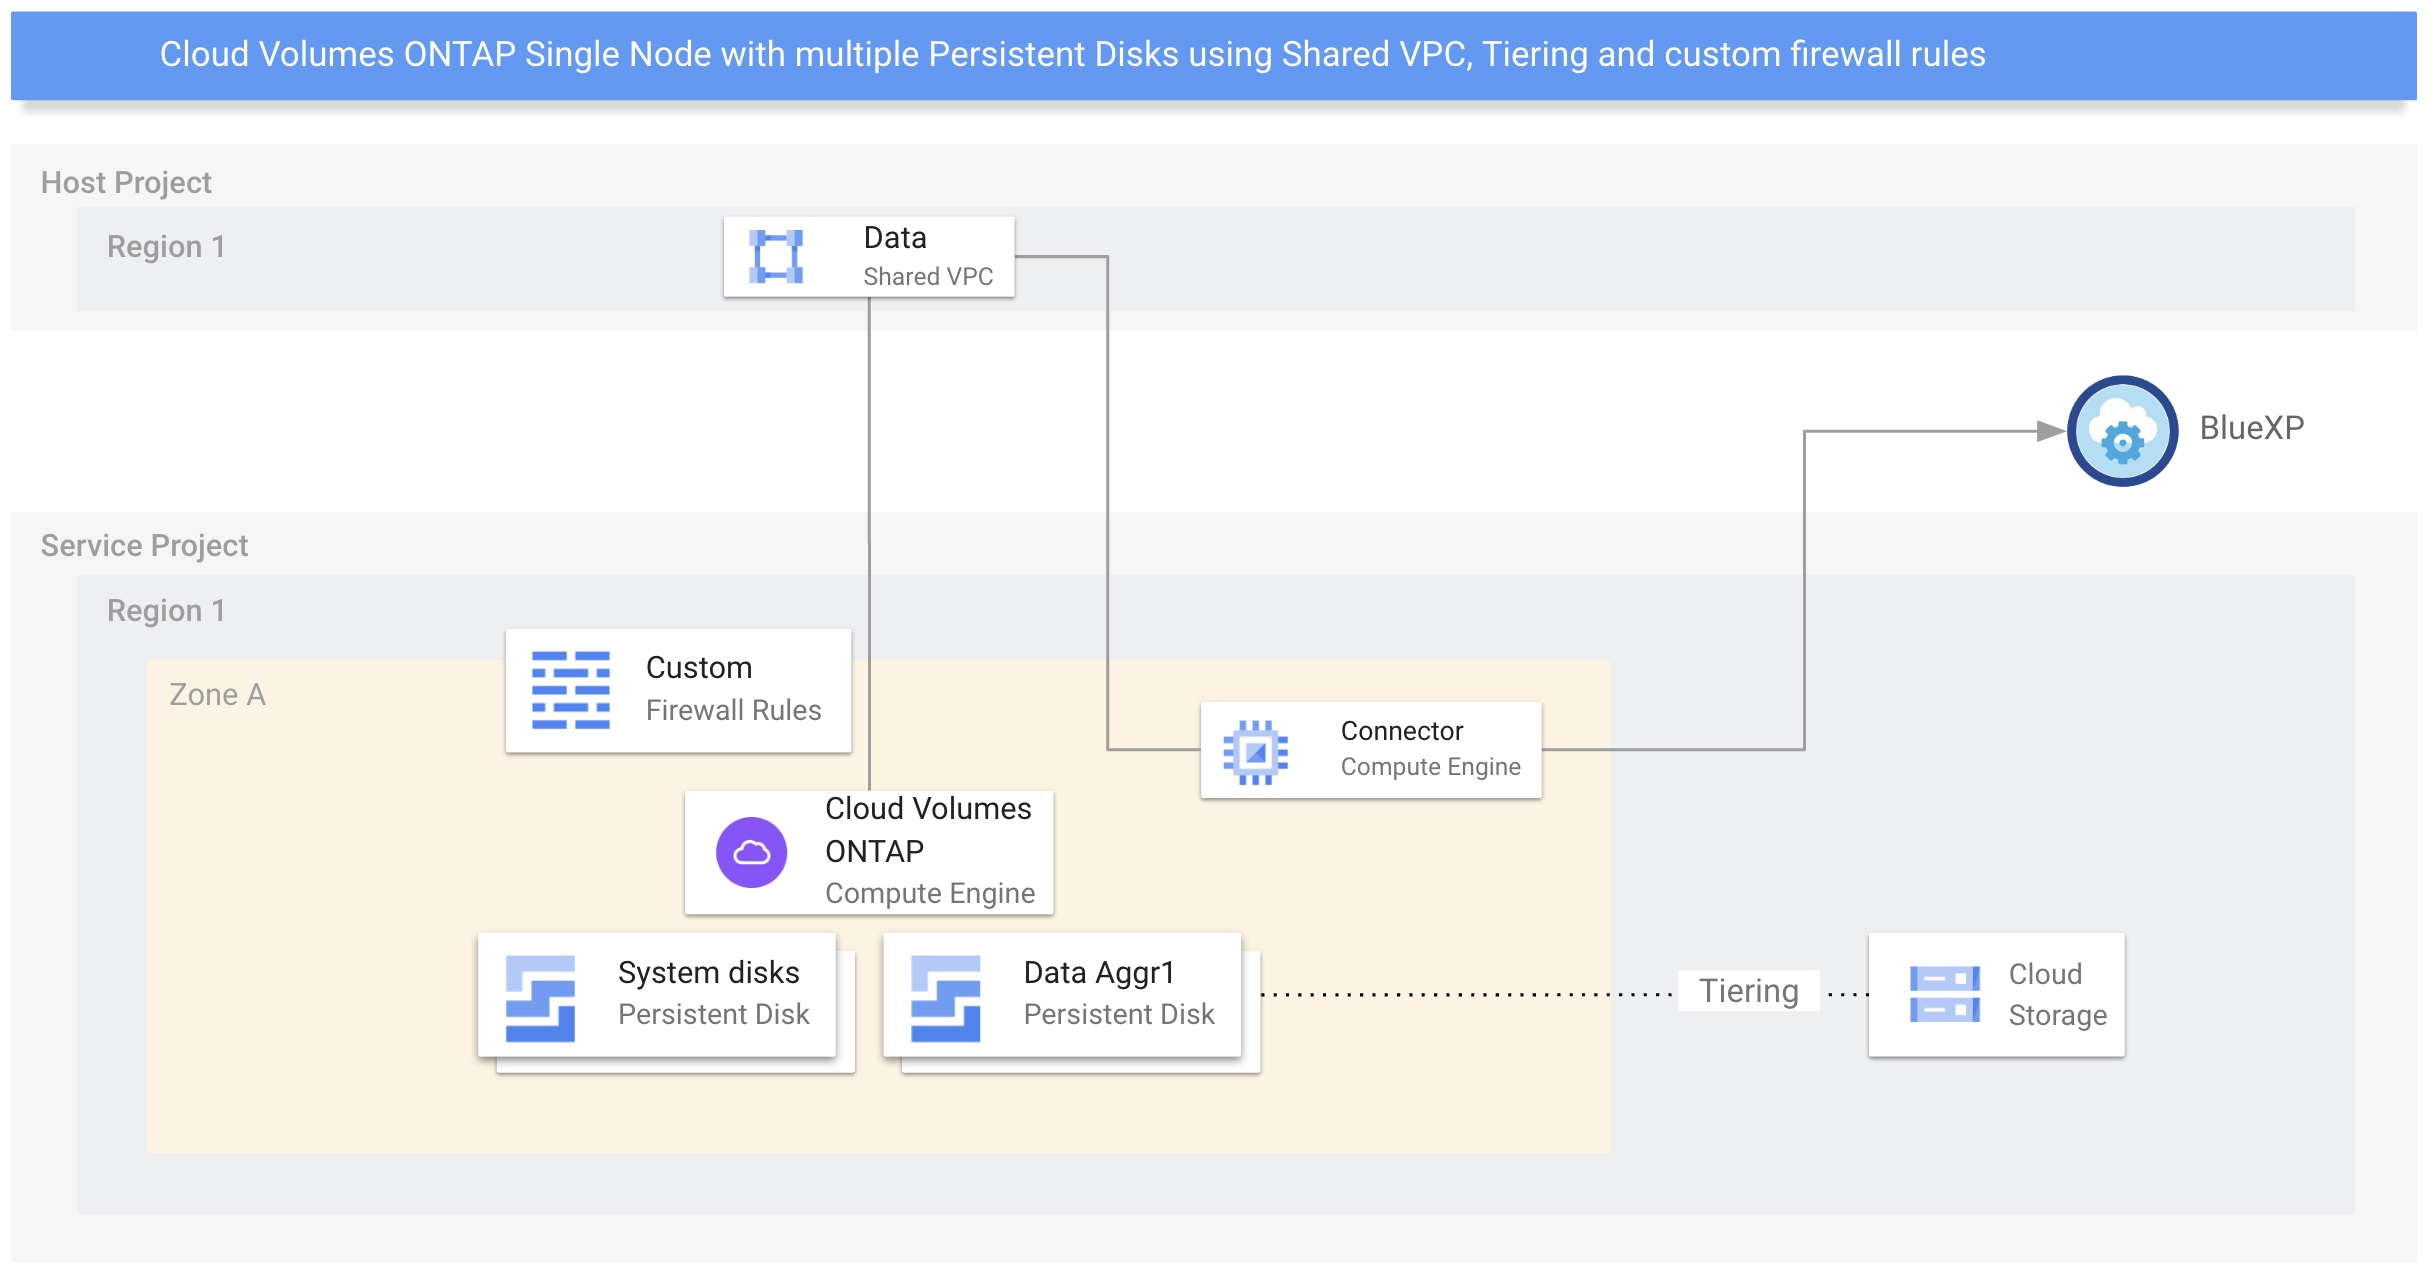 Cloud Volumes ONTAP Single Node with multiple Persistent Disks using Shared VPC, Tiering and custom firewall rules
Host Project
Region 1
Data
Shared VPC
BlueXP
Service Project
Region 1
Zone A
Custom
Firewall Rules
Connector
Compute Engine
Cloud Volumes
ONTAP
Compute Engine
System disks
Persistent Disk
Data Aggr1
Persistent Disk
Tiering
Cloud
Storage